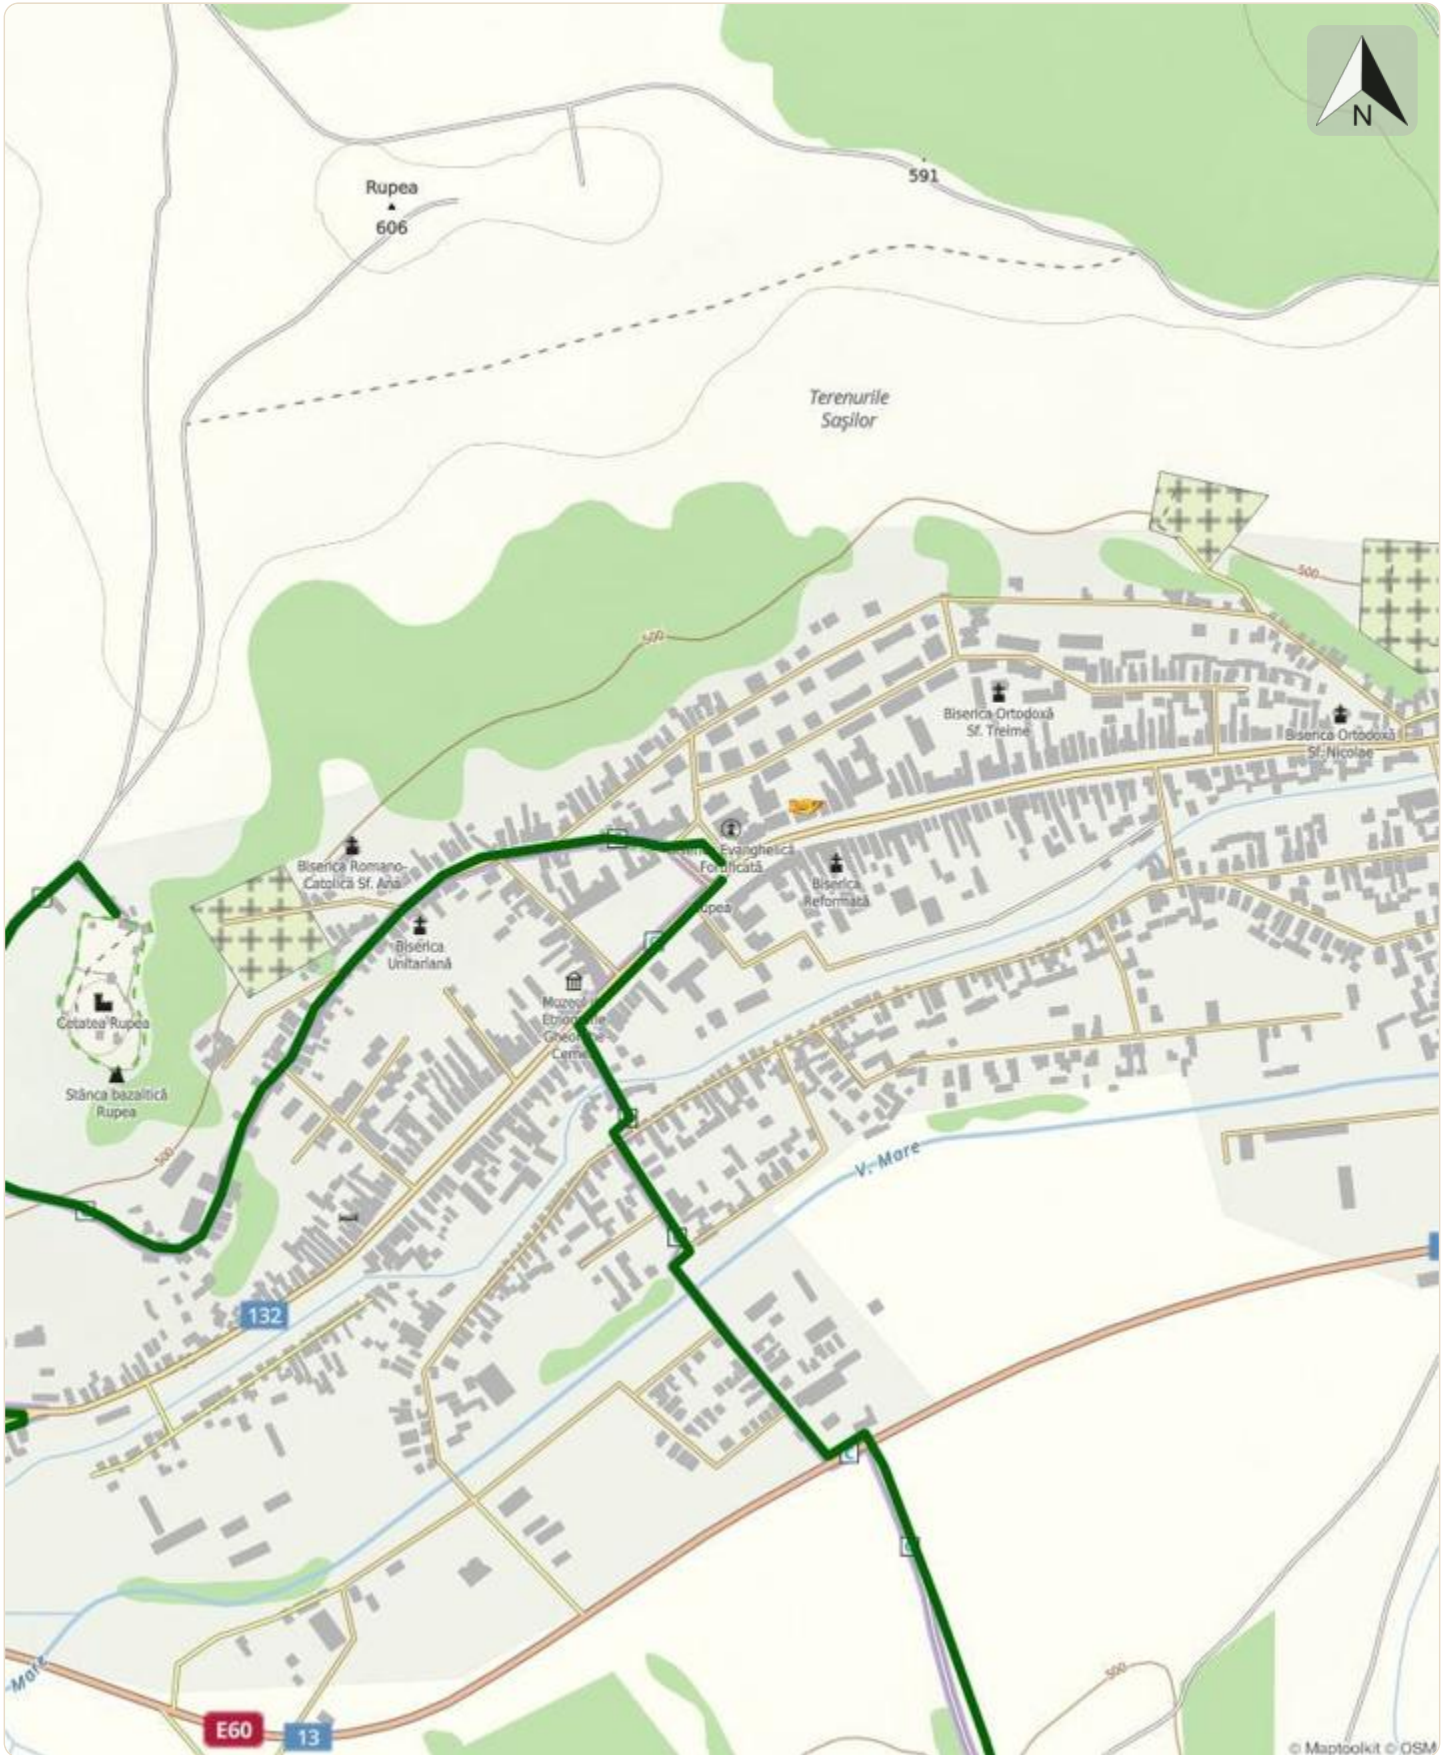 N
Rupea
606
591
Terenurile
Saşilor
500
500
Biserica Ortodoxă
Sf. Treime
Biserica Ortodoxă
Sf. Nicolae
Evanghelică
Fortificată
Biserica Romano-
Catolică Sf. Ana
Biserica
Reformată
Biserica
Unitariană
Cetatea Rupea
Stânca bazaltică
Rupea
500
V. Mare
132
Mare
500
E60
13
© Maptoolkit © OSM